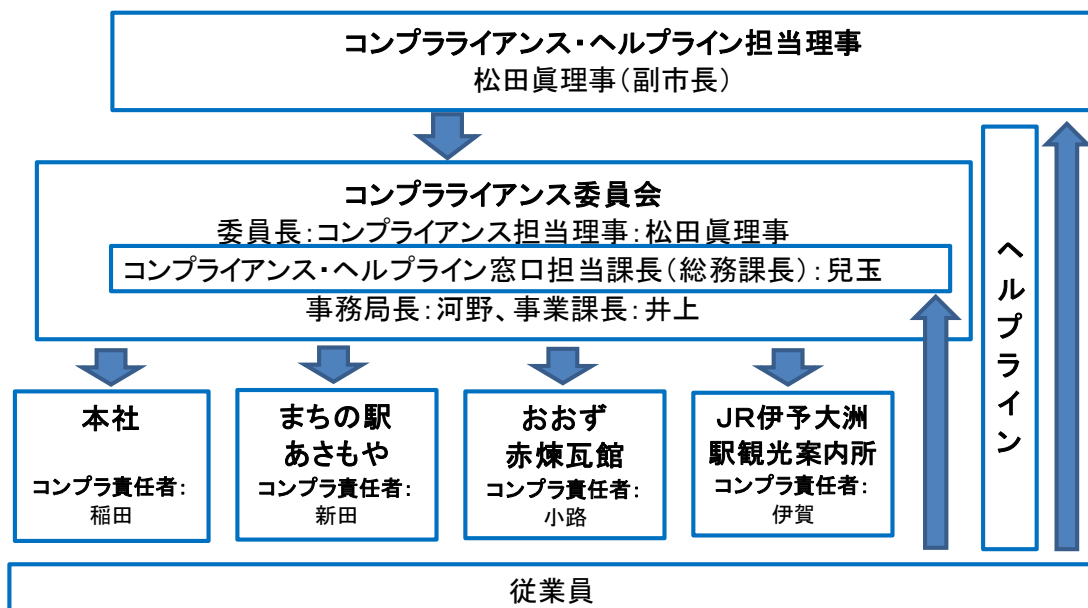 コンプラライアンス・ヘルプライン担当理事
松田眞理事（副市長）
コンプラライアンス委員会
委員長：コンプライアンス担当理事：松田眞理事
コンプライアンス・ヘルプライン窓口担当課長（総務課長）：兒玉
事務局長：河野、事業課長：井上
ヘルプライン
本社
コンプラ責任者：
稲田
まちの駅
あさもや
コンプラ責任者：
新田
おおず
赤煉瓦館
コンプラ責任者：
小路
ＪＲ伊予大洲
駅観光案内所
コンプラ責任者：
伊賀
従業員